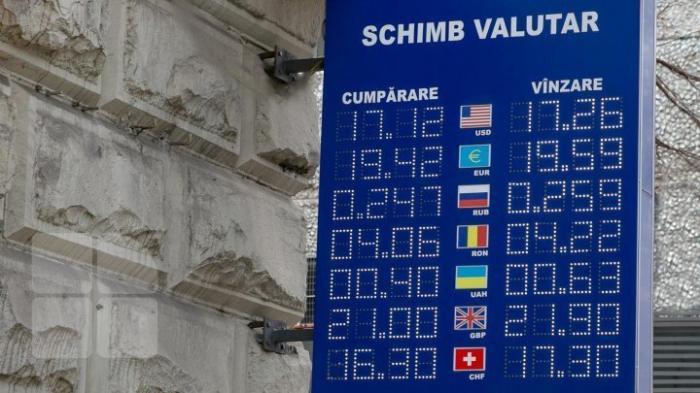 SCHIMB VALUTAR
CUMPĂRARE VÎNZARE
17.12 USD 17.26
19.42 EUR 19.59
0.247 RUB 0.259
04.06 RON 04.22
00.40 UAH 00.63
21.00 GBP 21.90
16.90 CHF 17.30